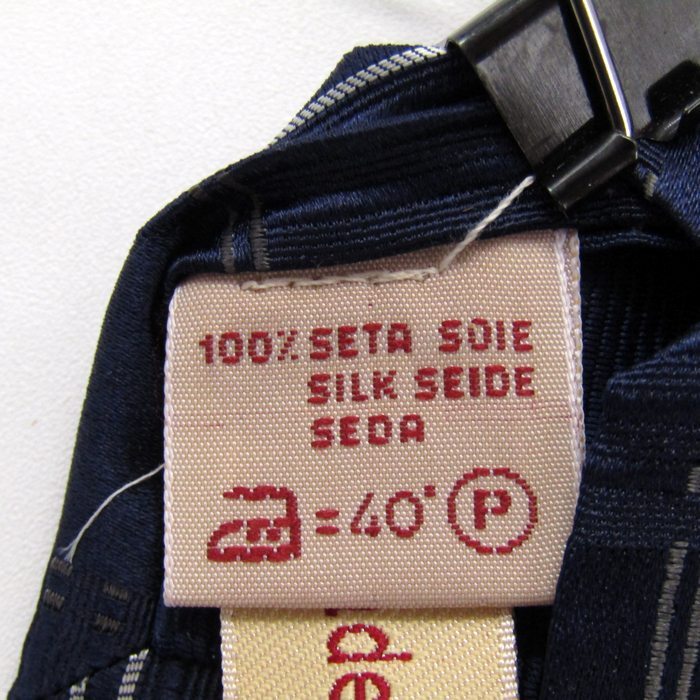 100% SETA SOIE
SILK SEIDE
SEDA
=40° P